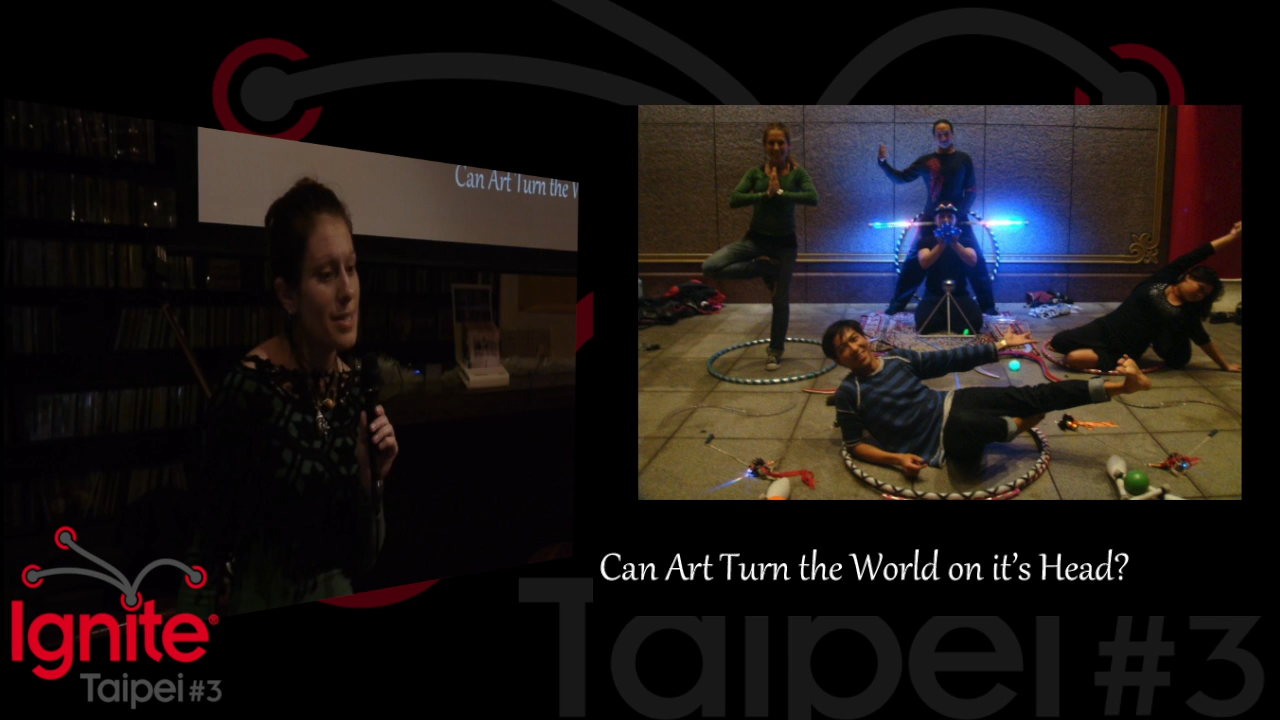 Can Art Turn the W
Can Art Turn the World on it's Head?
Ignite®
Taipei #3
Taipei #3